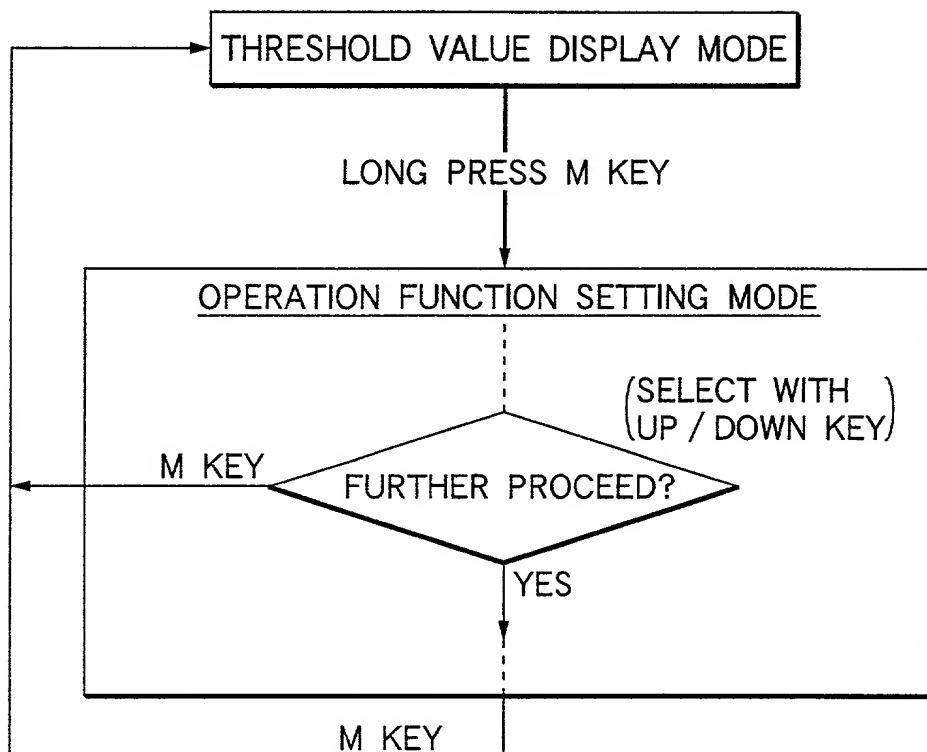 THRESHOLD VALUE DISPLAY MODE
LONG PRESS M KEY
OPERATION FUNCTION SETTING MODE
(SELECT WITH
UP / DOWN KEY)
M KEY
FURTHER PROCEED?
YES
M KEY